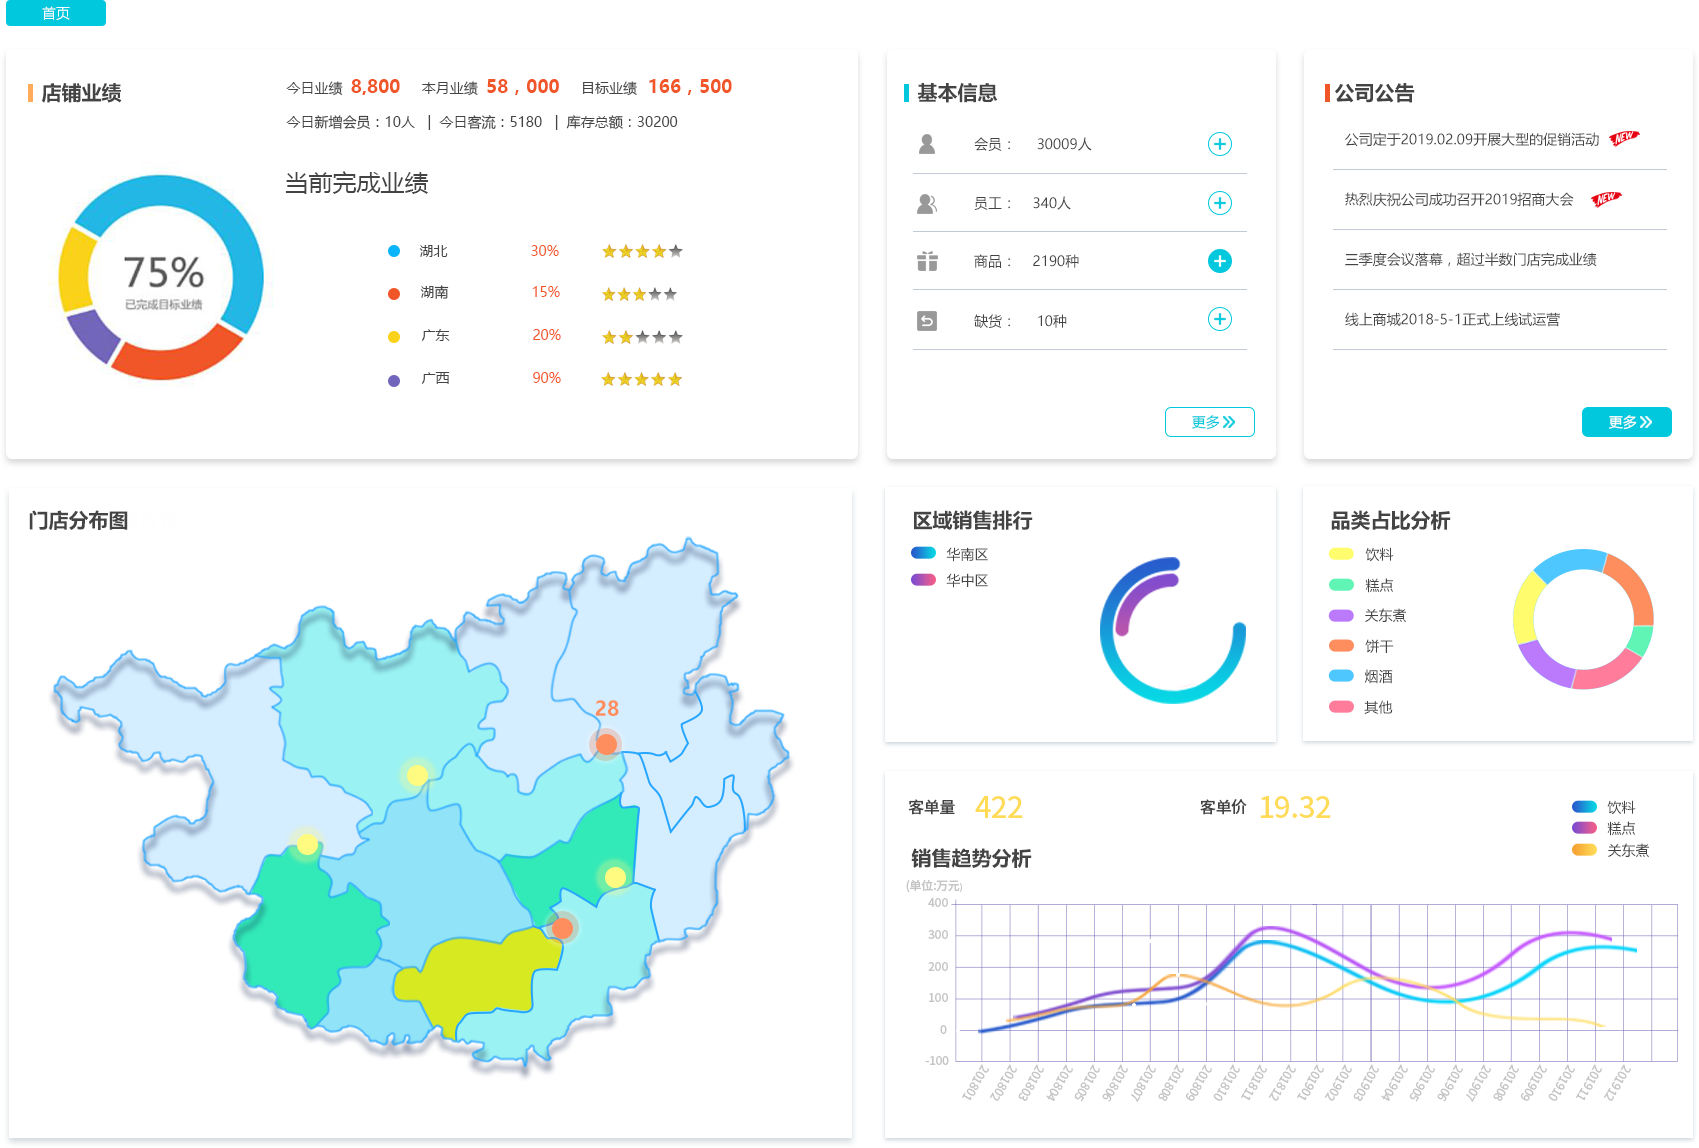 首页
店铺业绩
今日业绩 8,800 本月业绩 58，000 目标业绩 166，500
今日新增会员：10人 | 今日客流：5180 | 库存总额：30200
当前完成业绩
75%
已完成目标业绩
湖北 30%
湖南 15%
广东 20%
广西 90%
基本信息
会员： 30009人
员工： 340人
商品： 2190种
缺货： 10种
更多
公司公告
公司定于2019.02.09开展大型的促销活动 NEW
热烈庆祝公司成功召开2019招商大会 NEW
三季度会议落幕，超过半数门店完成业绩
线上商城2018-5-1正式上线试运营
更多
门店分布图
28
区域销售排行
华南区
华中区
品类占比分析
饮料
糕点
关东煮
饼干
烟酒
其他
客单量 422 客单价 19.32
饮料
糕点
关东煮
销售趋势分析
(单位:万元)
400
300
200
100
0
-100
201801 201802 201803 201804 201805 201806 201807 201808 201809 201810 201811 201812 201901 201902 201903 201904 201905 201906 201907 201908 201909 201910 201911 201912